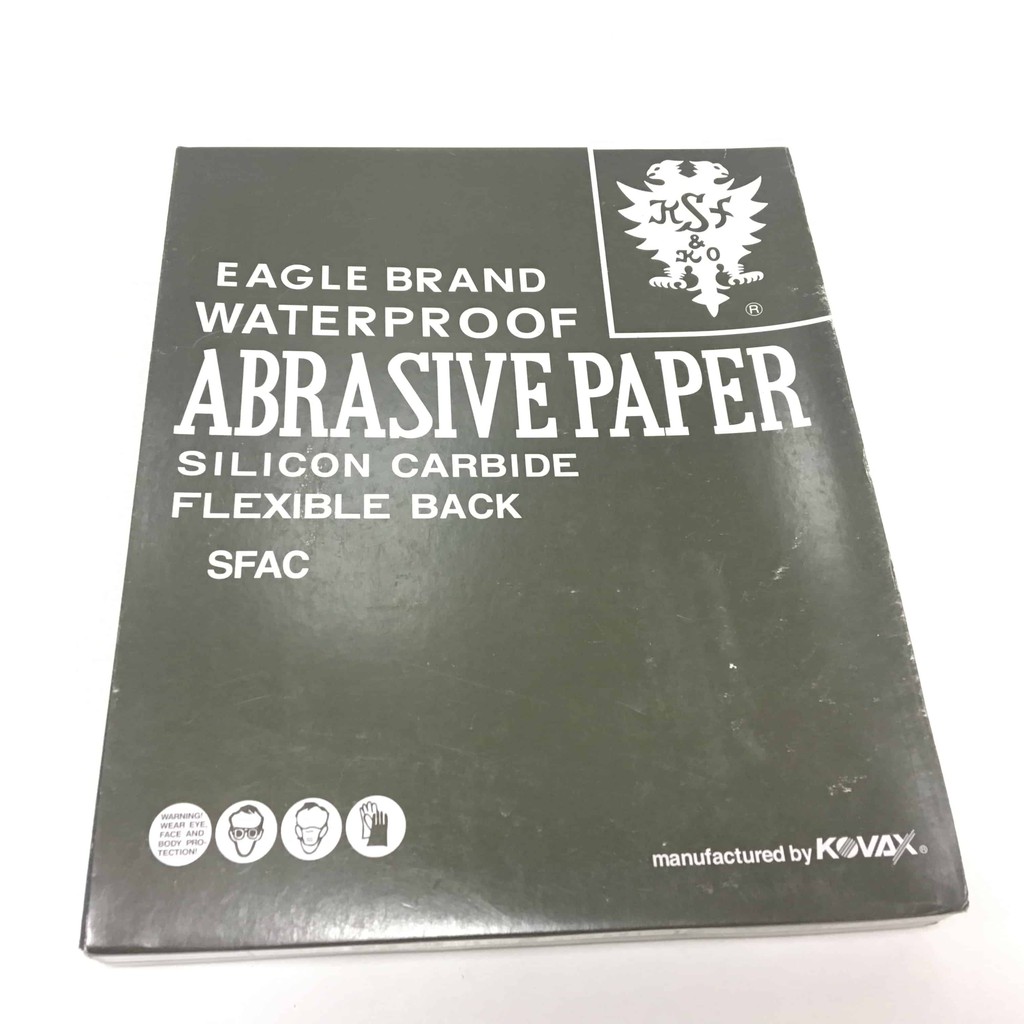 KSf
&
KO
®
EAGLE BRAND
WATERPROOF
ABRASIVE PAPER
SILICON CARBIDE
FLEXIBLE BACK
SFAC
WARNING!
WEAR EYE,
FACE AND
BODY PRO-
TECTION!
manufactured by KOVAX®